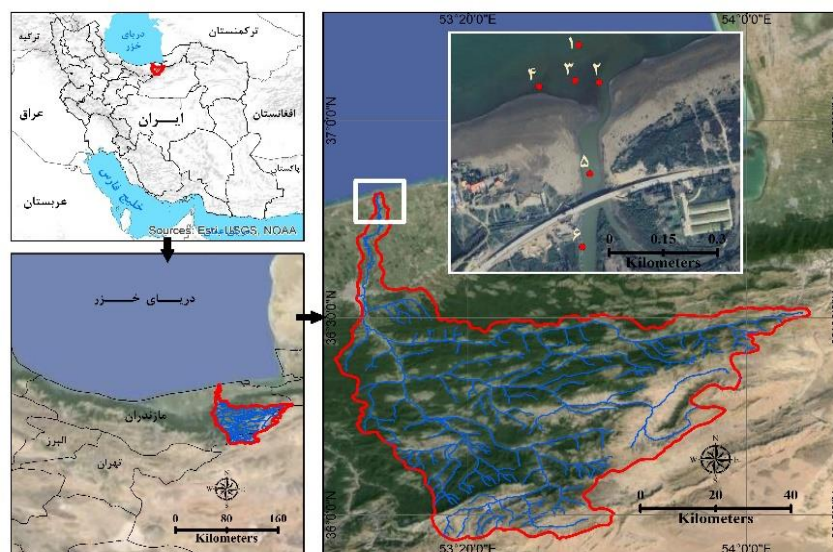 دریای
خزر
ترکیه
ترکمنستان
عراق
ایـــران
افغانستان
پاکستان
خلیج فارس
عربستان
Sources: Esri, USGS, NOAA
دریـــای خـــزر
مازندران
البرز
تهران
N
W
E
S
0 80 160
Kilometers
53°20'0"E
54°0'0"E
37°0'0"N
36°30'0"N
36°0'0"N
۱
۲
۳
۴
۵
۶
0 0.15 0.3
Kilometers
N
W
E
S
0 20 40
Kilometers
53°20'0"E
54°0'0"E